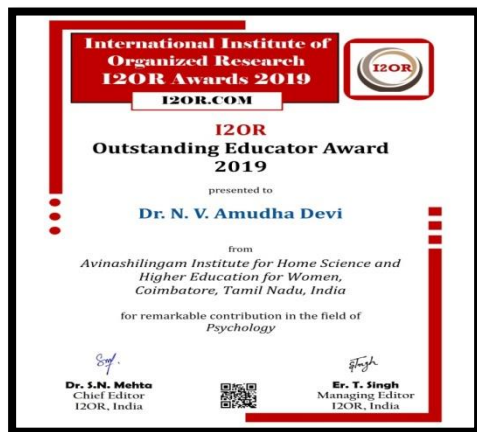 International Institute of
Organized Research
I2OR Awards 2019
I2OR.COM
I2OR
I2OR
Outstanding Educator Award
2019
presented to
Dr. N. V. Amudha Devi
from
Avinashilingam Institute for Home Science and
Higher Education for Women,
Coimbatore, Tamil Nadu, India
for remarkable contribution in the field of
Psychology
Dr. S.N. Mehta
Chief Editor
I2OR, India
Er. T. Singh
Managing Editor
I2OR, India